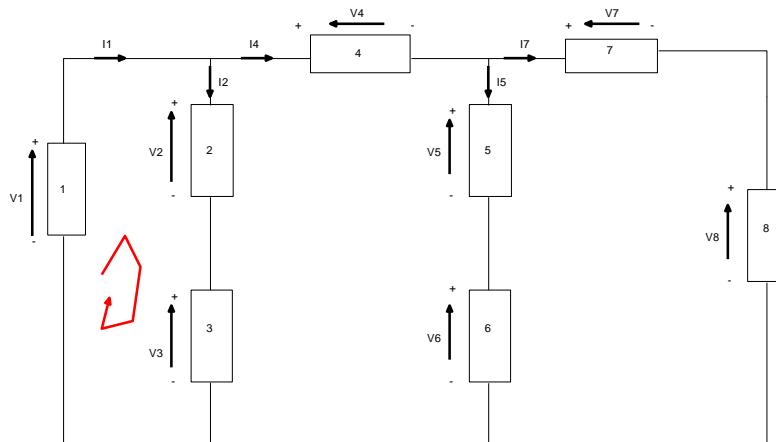 + V4 -
+ V7 -
I1
I4
4
I7
7
I2
I5
+
+
+
V2
2
V5
5
V1
1
-
-
+
-
V8
8
+
+
-
V3
3
V6
6
-
-